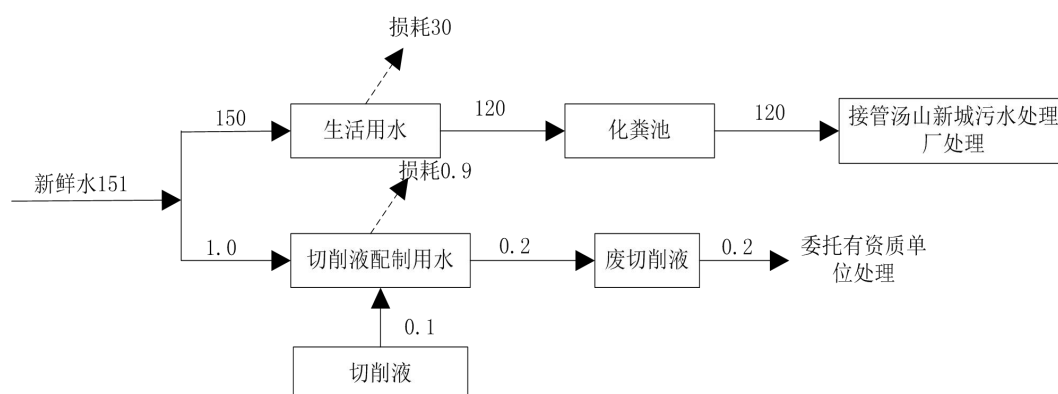 损耗30
150
生活用水
120
化粪池
120
接管汤山新城污水处理
厂处理
新鲜水151
损耗0.9
1.0
切削液配制用水
0.2
废切削液
0.2
委托有资质单
位处理
0.1
切削液